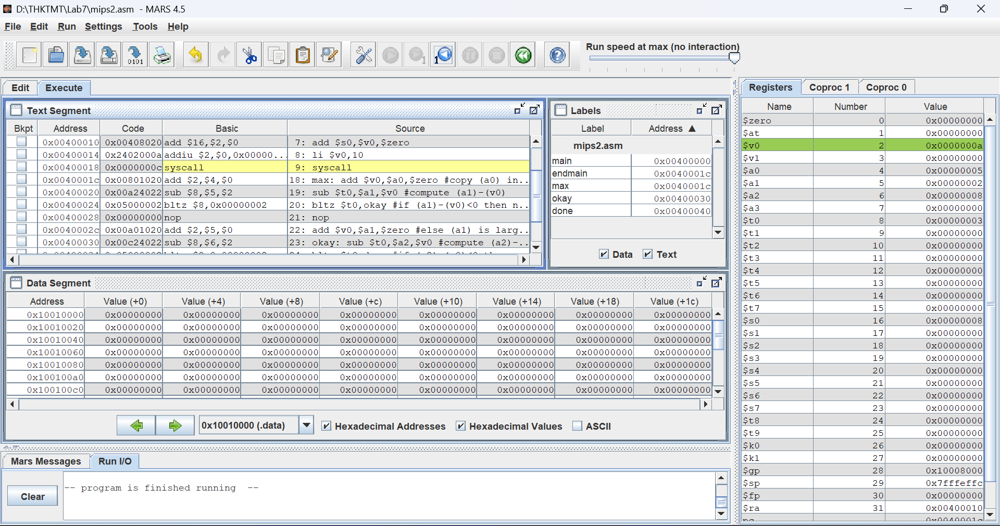 D:\THKTMT\Lab7\mips2.asm - MARS 4.5
File Edit Run Settings Tools Help
Run speed at max (no interaction)
0101 1 1
Edit Execute
Text Segment
Bkpt Address Code Basic Source
0x00400010 0x00408020 add $16,$2,$0 7: add $s0,$v0,$zero
0x00400014 0x2402000a addiu $2,$0,0x00000... 8: li $v0,10
0x00400018 0x0000000c syscall 9: syscall
0x0040001c 0x00801020 add $2,$4,$0 18: max: add $v0,$a0,$zero #copy (a0) in...
0x00400020 0x00a24022 sub $8,$5,$2 19: sub $t0,$a1,$v0 #compute (a1)-(v0)
0x00400024 0x05000002 bltz $8,0x00000002 20: bltz $t0,okay #if (a1)-(v0)<0 then n...
0x00400028 0x00000000 nop 21: nop
0x0040002c 0x00a01020 add $2,$5,$0 22: add $v0,$a1,$zero #else (a1) is larg...
0x00400030 0x00c24022 sub $8,$6,$2 23: okay: sub $t0,$a2,$v0 #compute (a2)-...
Labels
Label Address ▲
mips2.asm
main 0x00400000
endmain 0x0040001c
max 0x0040001c
okay 0x00400030
done 0x00400040
Data Text
Data Segment
Address Value (+0) Value (+4) Value (+8) Value (+c) Value (+10) Value (+14) Value (+18) Value (+1c)
0x10010000 0x00000000 0x00000000 0x00000000 0x00000000 0x00000000 0x00000000 0x00000000 0x00000000
0x10010020 0x00000000 0x00000000 0x00000000 0x00000000 0x00000000 0x00000000 0x00000000 0x00000000
0x10010040 0x00000000 0x00000000 0x00000000 0x00000000 0x00000000 0x00000000 0x00000000 0x00000000
0x10010060 0x00000000 0x00000000 0x00000000 0x00000000 0x00000000 0x00000000 0x00000000 0x00000000
0x10010080 0x00000000 0x00000000 0x00000000 0x00000000 0x00000000 0x00000000 0x00000000 0x00000000
0x100100a0 0x00000000 0x00000000 0x00000000 0x00000000 0x00000000 0x00000000 0x00000000 0x00000000
0x100100c0 0x00000000 0x00000000 0x00000000 0x00000000 0x00000000 0x00000000 0x00000000 0x00000000
0x10010000 (.data) Hexadecimal Addresses Hexadecimal Values ASCII
Mars Messages Run I/O
Clear
-- program is finished running --
Registers Coproc 1 Coproc 0
Name Number Value
$zero 0 0x00000000
$at 1 0x00000000
$v0 2 0x0000000a
$v1 3 0x00000000
$a0 4 0x00000005
$a1 5 0x00000002
$a2 6 0x00000008
$a3 7 0x00000000
$t0 8 0x00000003
$t1 9 0x00000000
$t2 10 0x00000000
$t3 11 0x00000000
$t4 12 0x00000000
$t5 13 0x00000000
$t6 14 0x00000000
$t7 15 0x00000000
$s0 16 0x00000008
$s1 17 0x00000000
$s2 18 0x00000000
$s3 19 0x00000000
$s4 20 0x00000000
$s5 21 0x00000000
$s6 22 0x00000000
$s7 23 0x00000000
$t8 24 0x00000000
$t9 25 0x00000000
$k0 26 0x00000000
$k1 27 0x00000000
$gp 28 0x10008000
$sp 29 0x7fffeffc
$fp 30 0x00000000
$ra 31 0x00400010